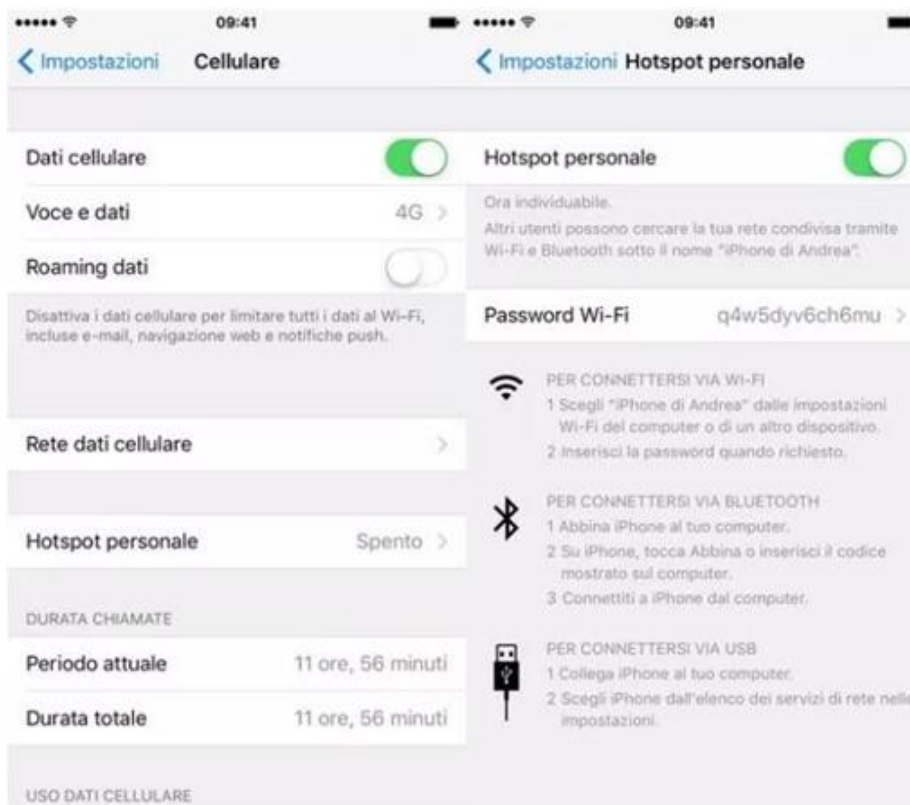 09:41
Impostazioni Cellulare
Dati cellulare
Voce e dati 4G
Roaming dati
Disattiva i dati cellulare per limitare tutti i dati al Wi-Fi,
incluse e-mail, navigazione web e notifiche push.
Rete dati cellulare
Hotspot personale Spento
DURATA CHIAMATE
Periodo attuale 11 ore, 56 minuti
Durata totale 11 ore, 56 minuti
USO DATI CELLULARE
09:41
Impostazioni Hotspot personale
Hotspot personale
Ora individuabile.
Altri utenti possono cercare la tua rete condivisa tramite
Wi-Fi e Bluetooth sotto il nome "iPhone di Andrea".
Password Wi-Fi q4w5dyv6ch6mu
PER CONNETTERSI VIA WI-FI
1 Scegli "iPhone di Andrea" dalle impostazioni
Wi-Fi del computer o di un altro dispositivo.
2 Inserisci la password quando richiesto.
PER CONNETTERSI VIA BLUETOOTH
1 Abbina iPhone al tuo computer.
2 Su iPhone, tocca Abbina o inserisci il codice
mostrato sul computer.
3 Connettiti a iPhone dal computer.
PER CONNETTERSI VIA USB
1 Collega iPhone al tuo computer.
2 Scegli iPhone dall'elenco dei servizi di rete nelle
impostazioni.